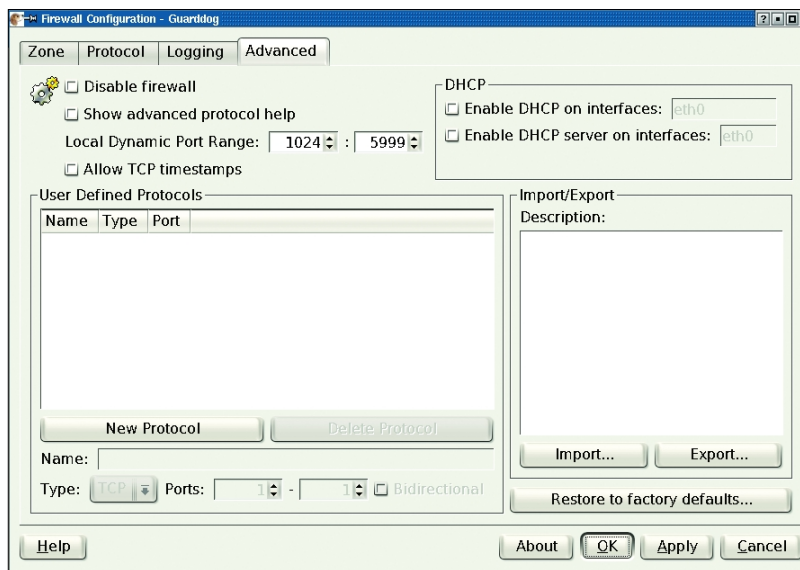 Firewall Configuration - Guarddog
Zone Protocol Logging Advanced
Disable firewall
Show advanced protocol help
Local Dynamic Port Range: 1024 : 5999
Allow TCP timestamps
DHCP
Enable DHCP on interfaces: eth0
Enable DHCP server on interfaces: eth0
User Defined Protocols
Name Type Port
New Protocol Delete Protocol
Name:
Type: TCP Ports: 1 - 1 Bidirectional
Import/Export
Description:
Import... Export...
Restore to factory defaults...
Help About OK Apply Cancel